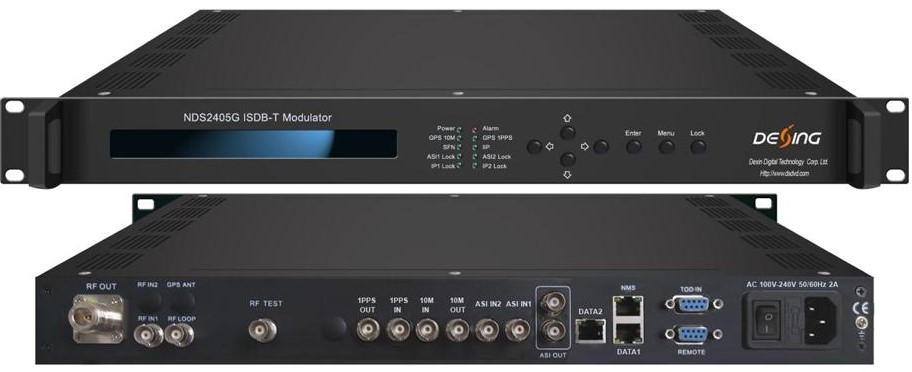 NDS2405G ISDB-T Modulator
Power Alarm
GPS 10M GPS 1PPS
SFN IIP
ASI1 Lock ASI2 Lock
IP1 Lock IP2 Lock
Enter Menu Lock
DEXING
Dexin Digital Technology Corp. Ltd.
Http://www.dsdvd.com
RF OUT
RF IN2 GPS ANT
RF IN1 RF LOOP
RF TEST
1PPS OUT
1PPS IN
10M IN
10M OUT
ASI IN2 ASI IN1
ASI OUT
DATA2
NMS
DATA1
TOD-IN
REMOTE
AC 100V-240V 50/60Hz 2A
CE